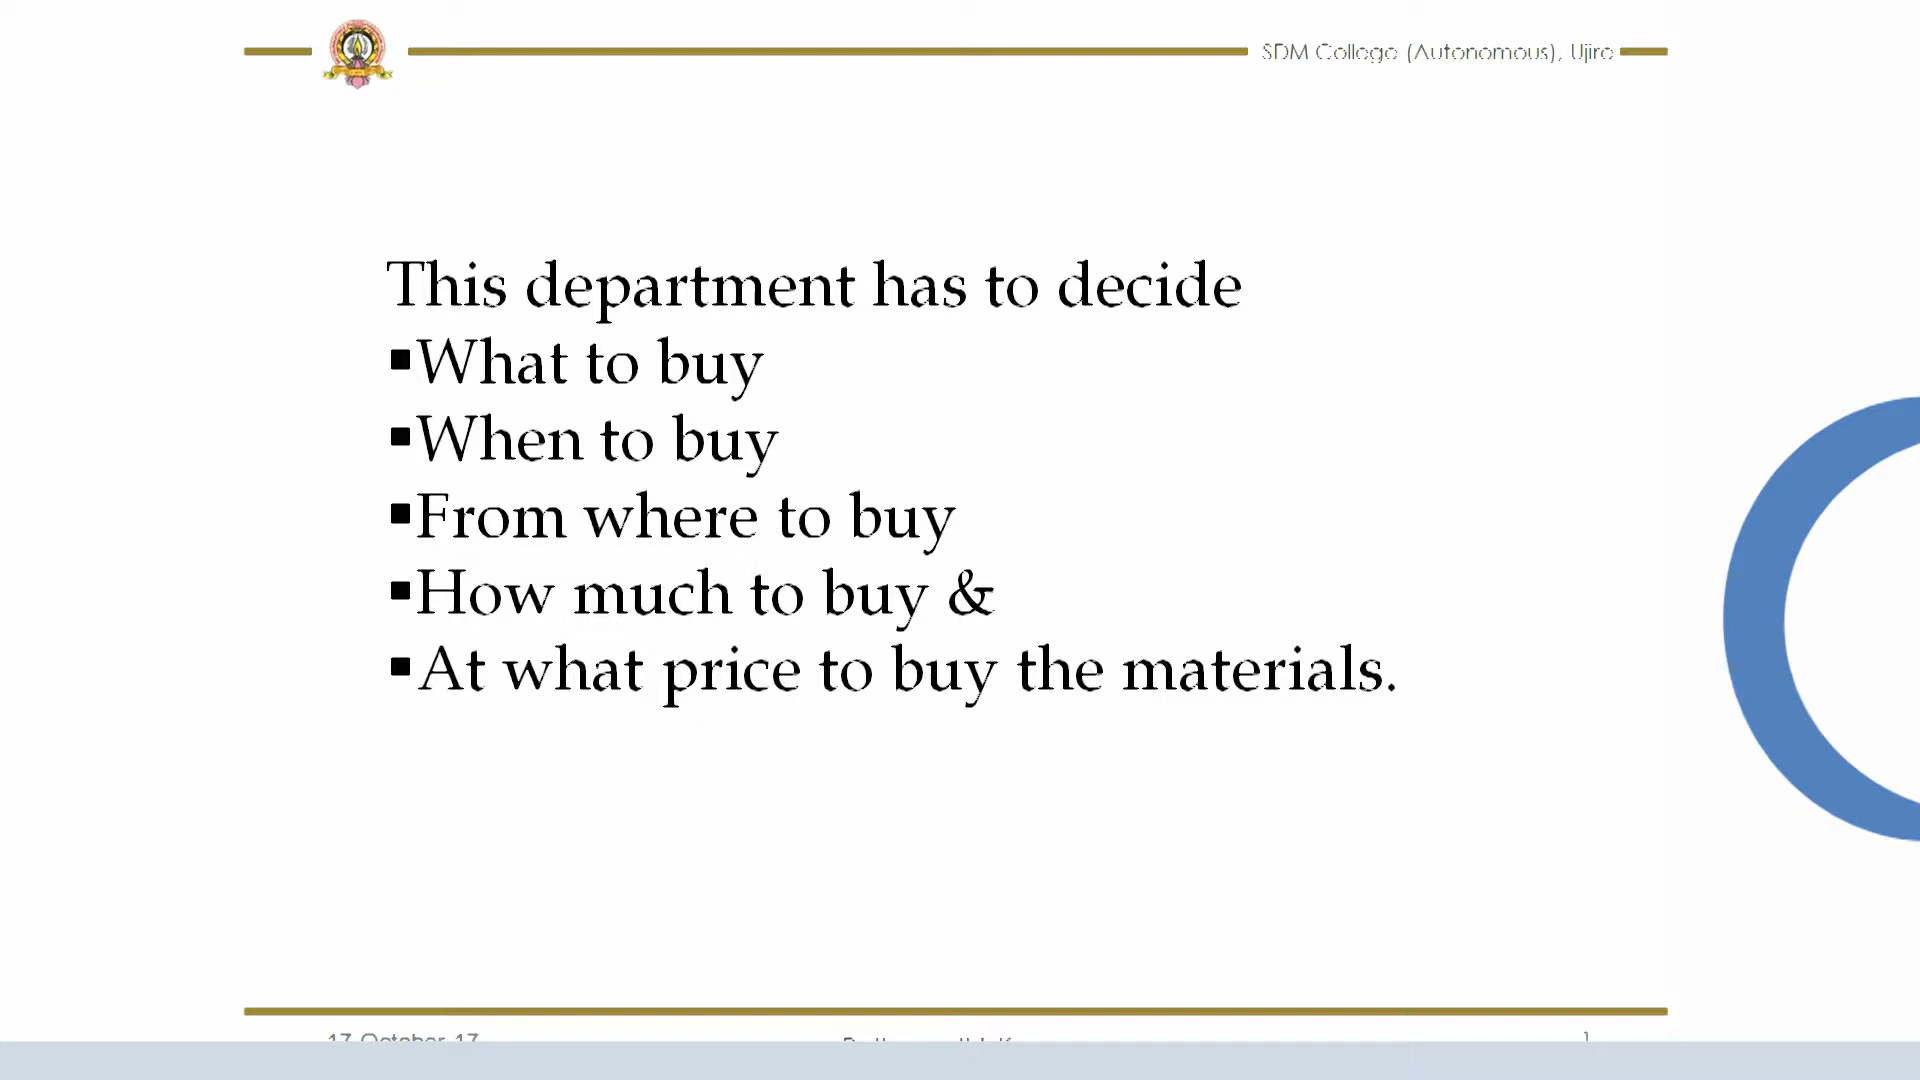 SDM College (Autonomous), Ujire
This department has to decide
▪What to buy
▪When to buy
▪From where to buy
▪How much to buy &
▪At what price to buy the materials.
17 October 17
1